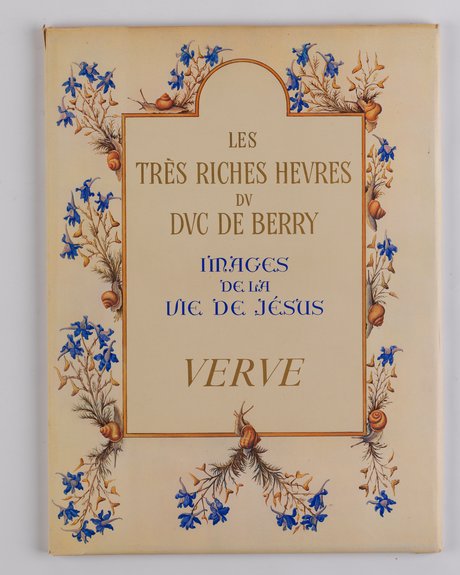 LES
TRÈS RICHES HEVRES
DV
DVC DE BERRY
IMAGES
DE LA
VIE DE JÉSUS
VERVE